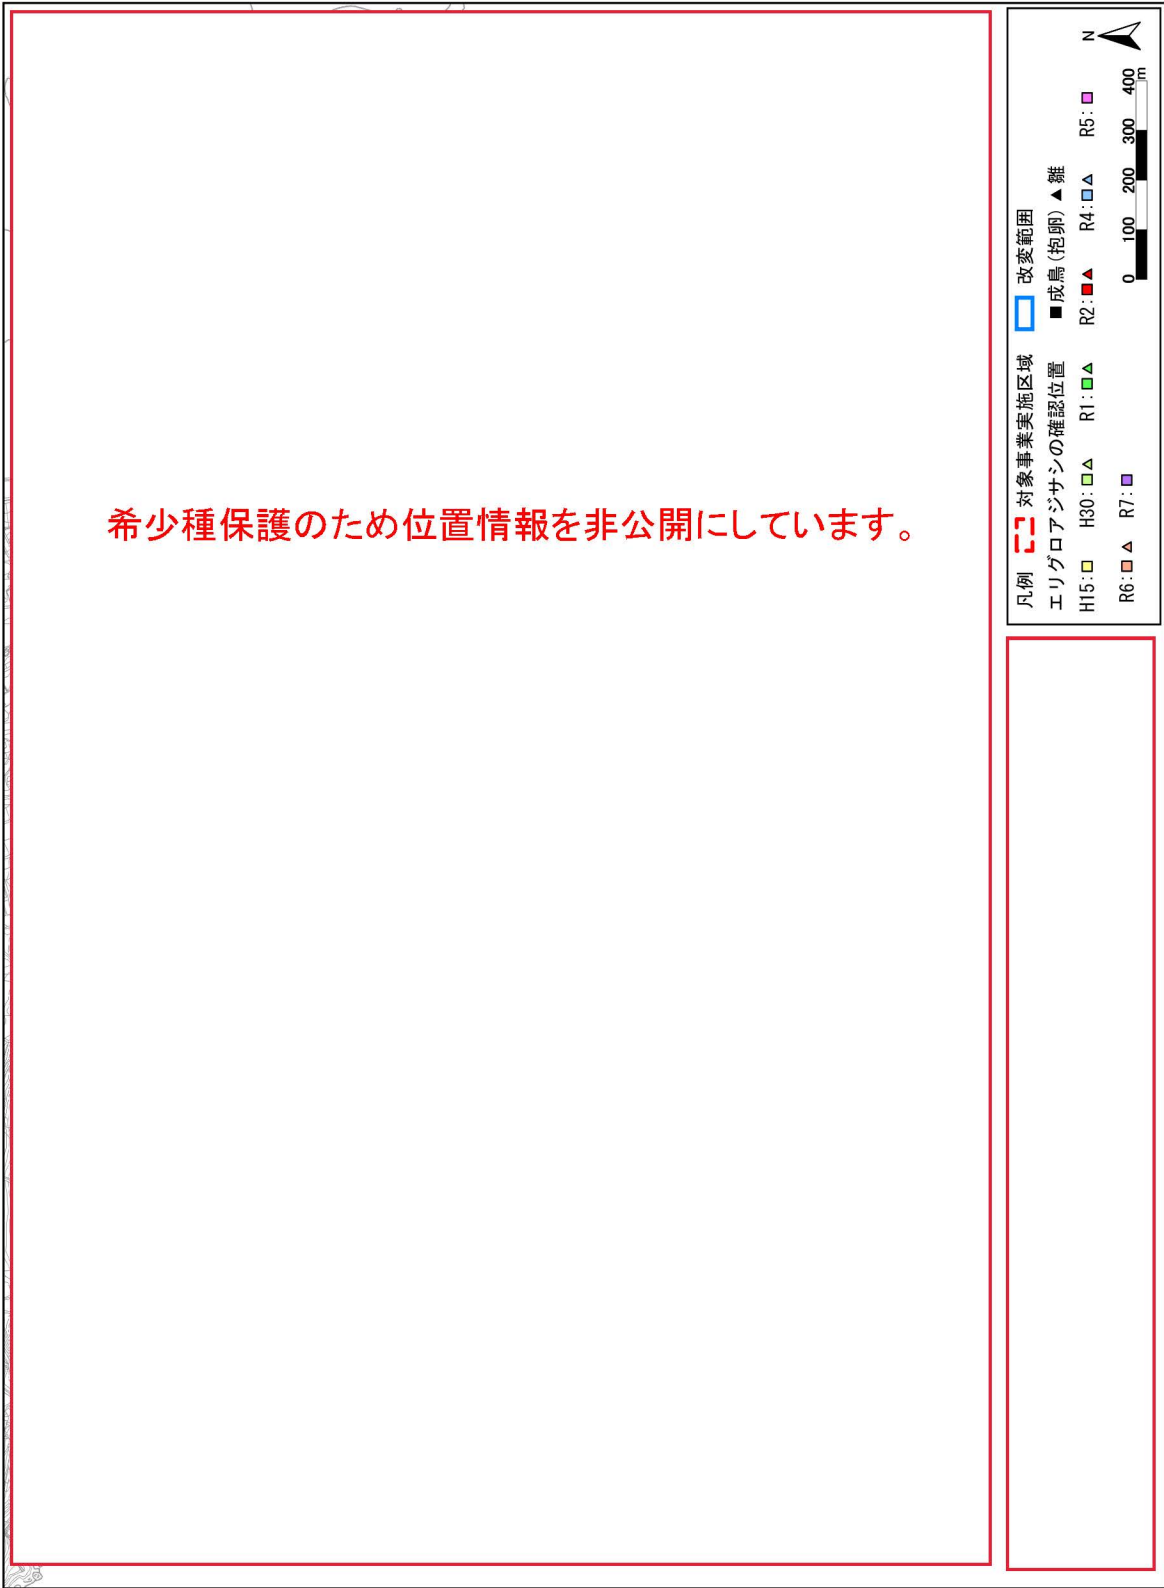 希少種保護のため位置情報を非公開にしています。
凡例 対象事業実施区域 改変範囲
エリグロアジサシの確認位置 ■成鳥(抱卵) ▲雛
H15: H30: R1: R2: R4: R5:
R6: R7:
N
0 100 200 300 400
m